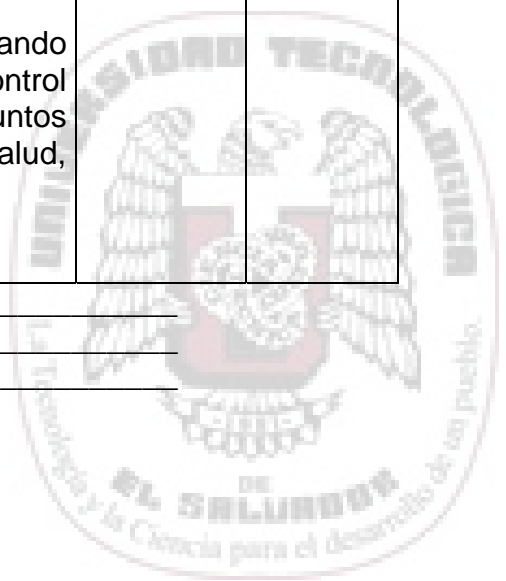 ando
ontrol
untos
alud,
UNIVERSIDAD TECNOLOGICA
DE
EL SALVADOR
La Tecnología y la Ciencia para el desarrollo de un pueblo.